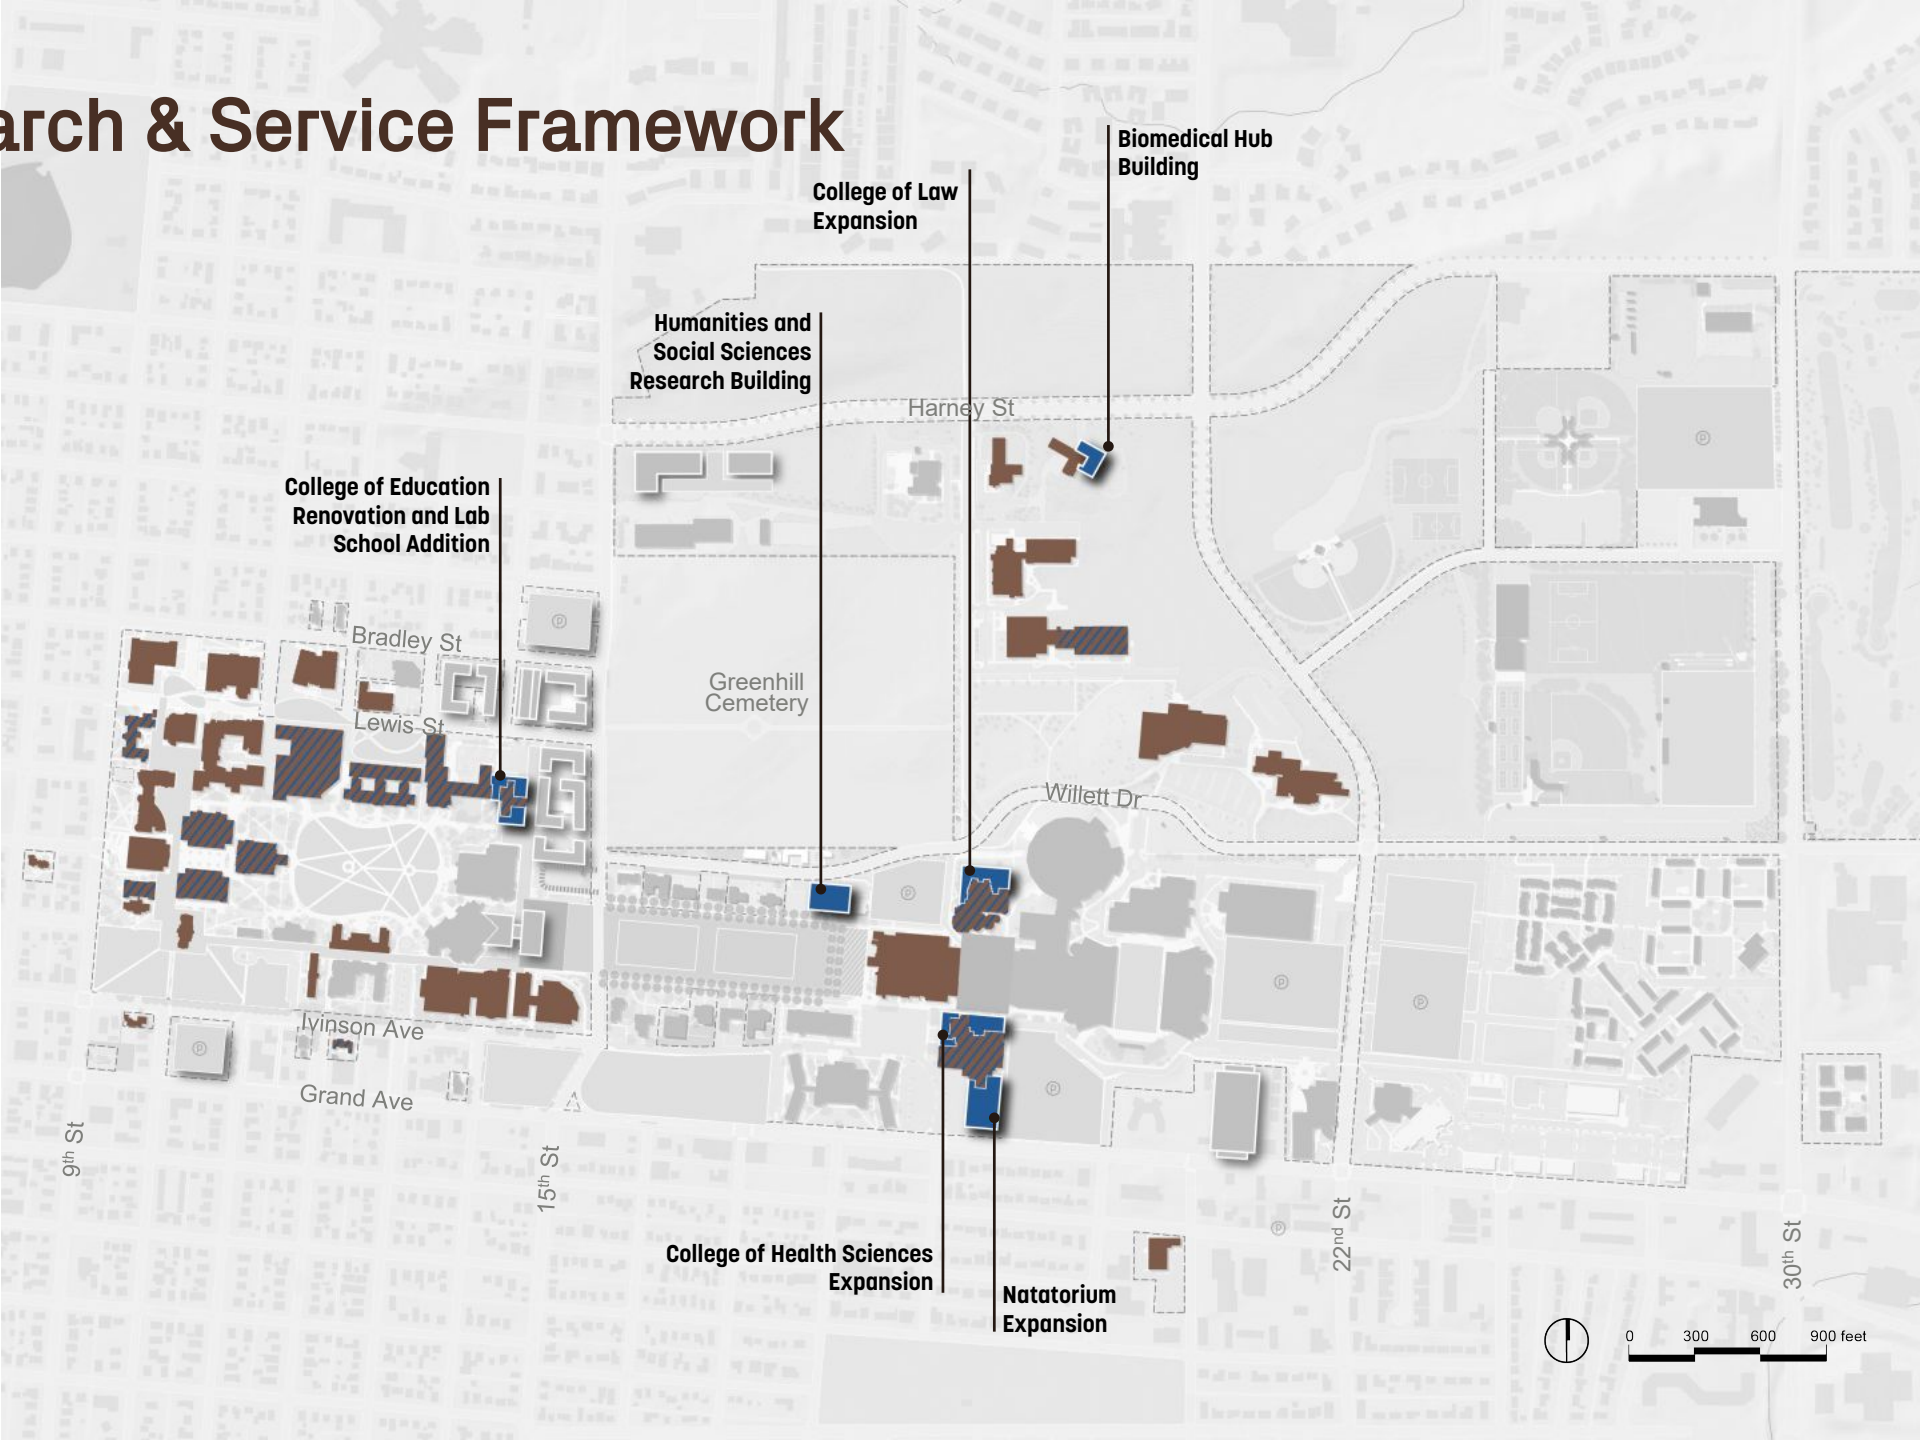 arch & Service Framework
Biomedical Hub
Building
College of Law
Expansion
Humanities and
Social Sciences
Research Building
Harney St
College of Education
Renovation and Lab
School Addition
P
P
Bradley St
Greenhill
Cemetery
Lewis St
Willett Dr
P
P
P
Ivinson Ave
P
P
Grand Ave
9th St
15th St
22nd St
30th St
P
College of Health Sciences
Expansion
Natatorium
Expansion
0 300 600 900 feet